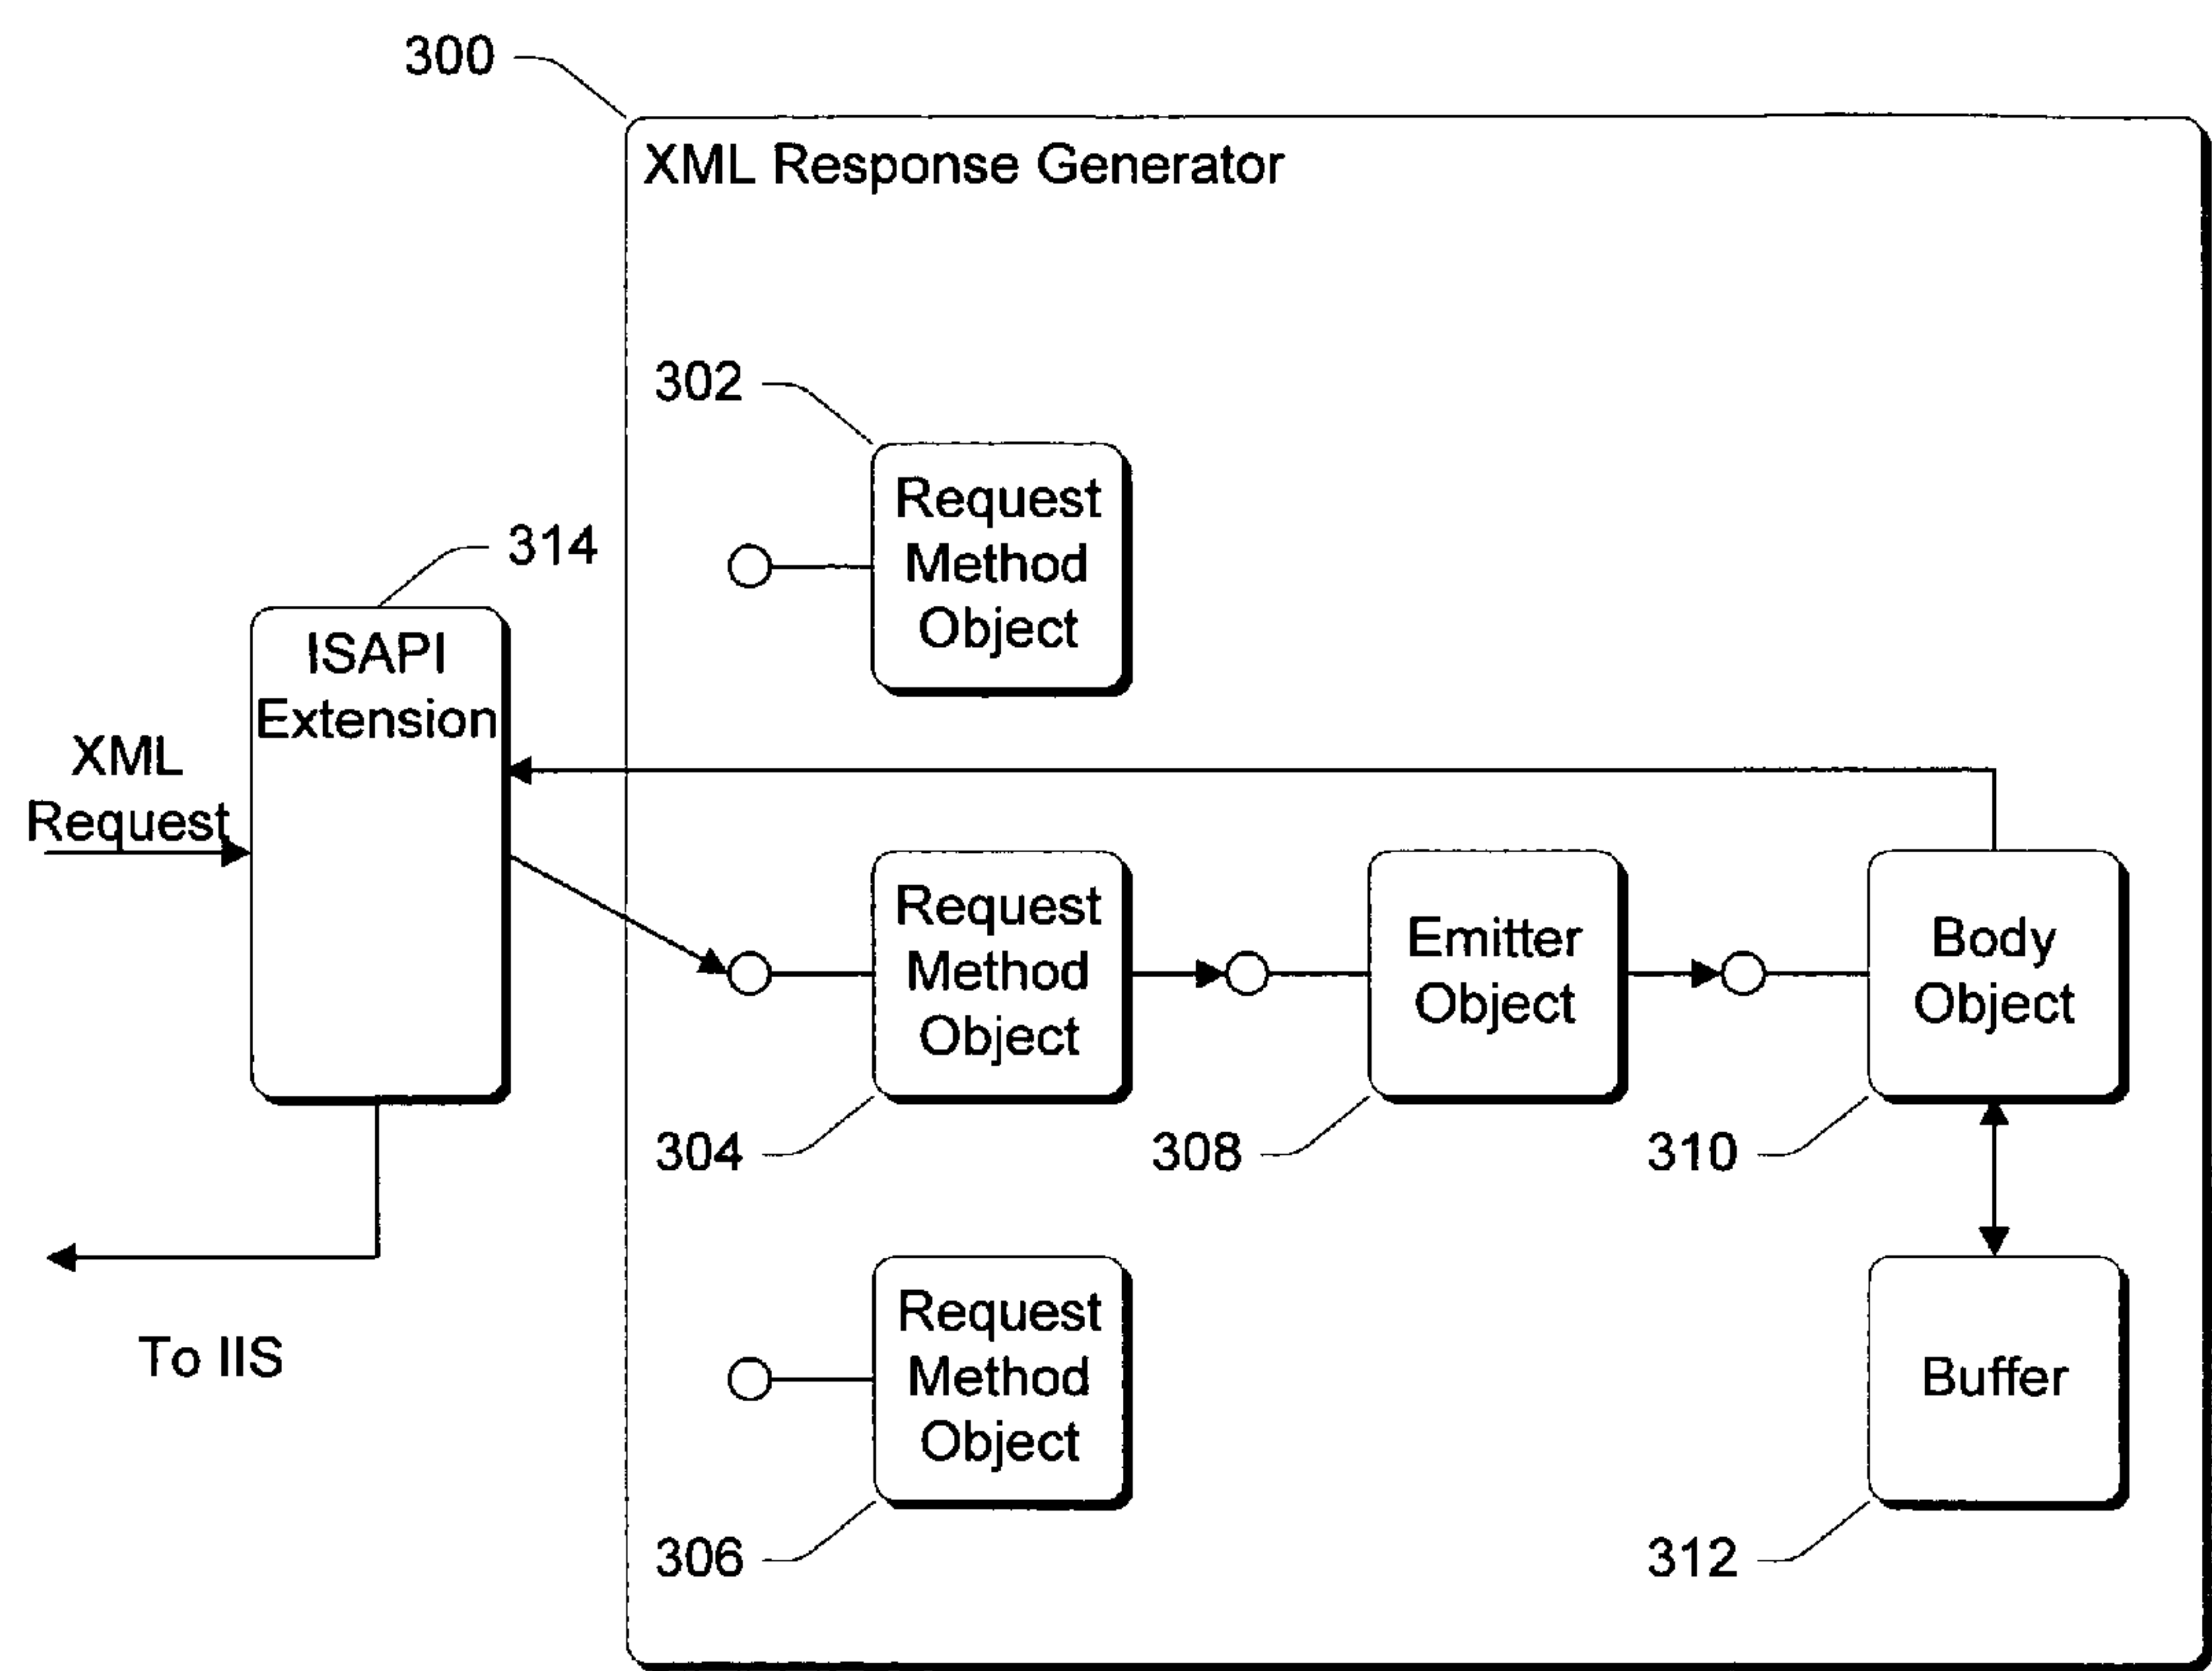 300
XML Response Generator
302
Request
Method
Object
314
ISAPI
Extension
XML
Request
Request
Method
Object
Emitter
Object
Body
Object
304
308
310
To IIS
Request
Method
Object
Buffer
306
312